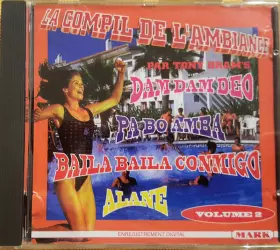 LA COMPIL DE L'AMBIANCE
PAR TONY BRAM'S
DAM DAM DEO
PA BO AMBA
BAILA BAILA CONMIGO
ALANE
VOLUME 2
ENREGISTREMENT DIGITAL
MARK